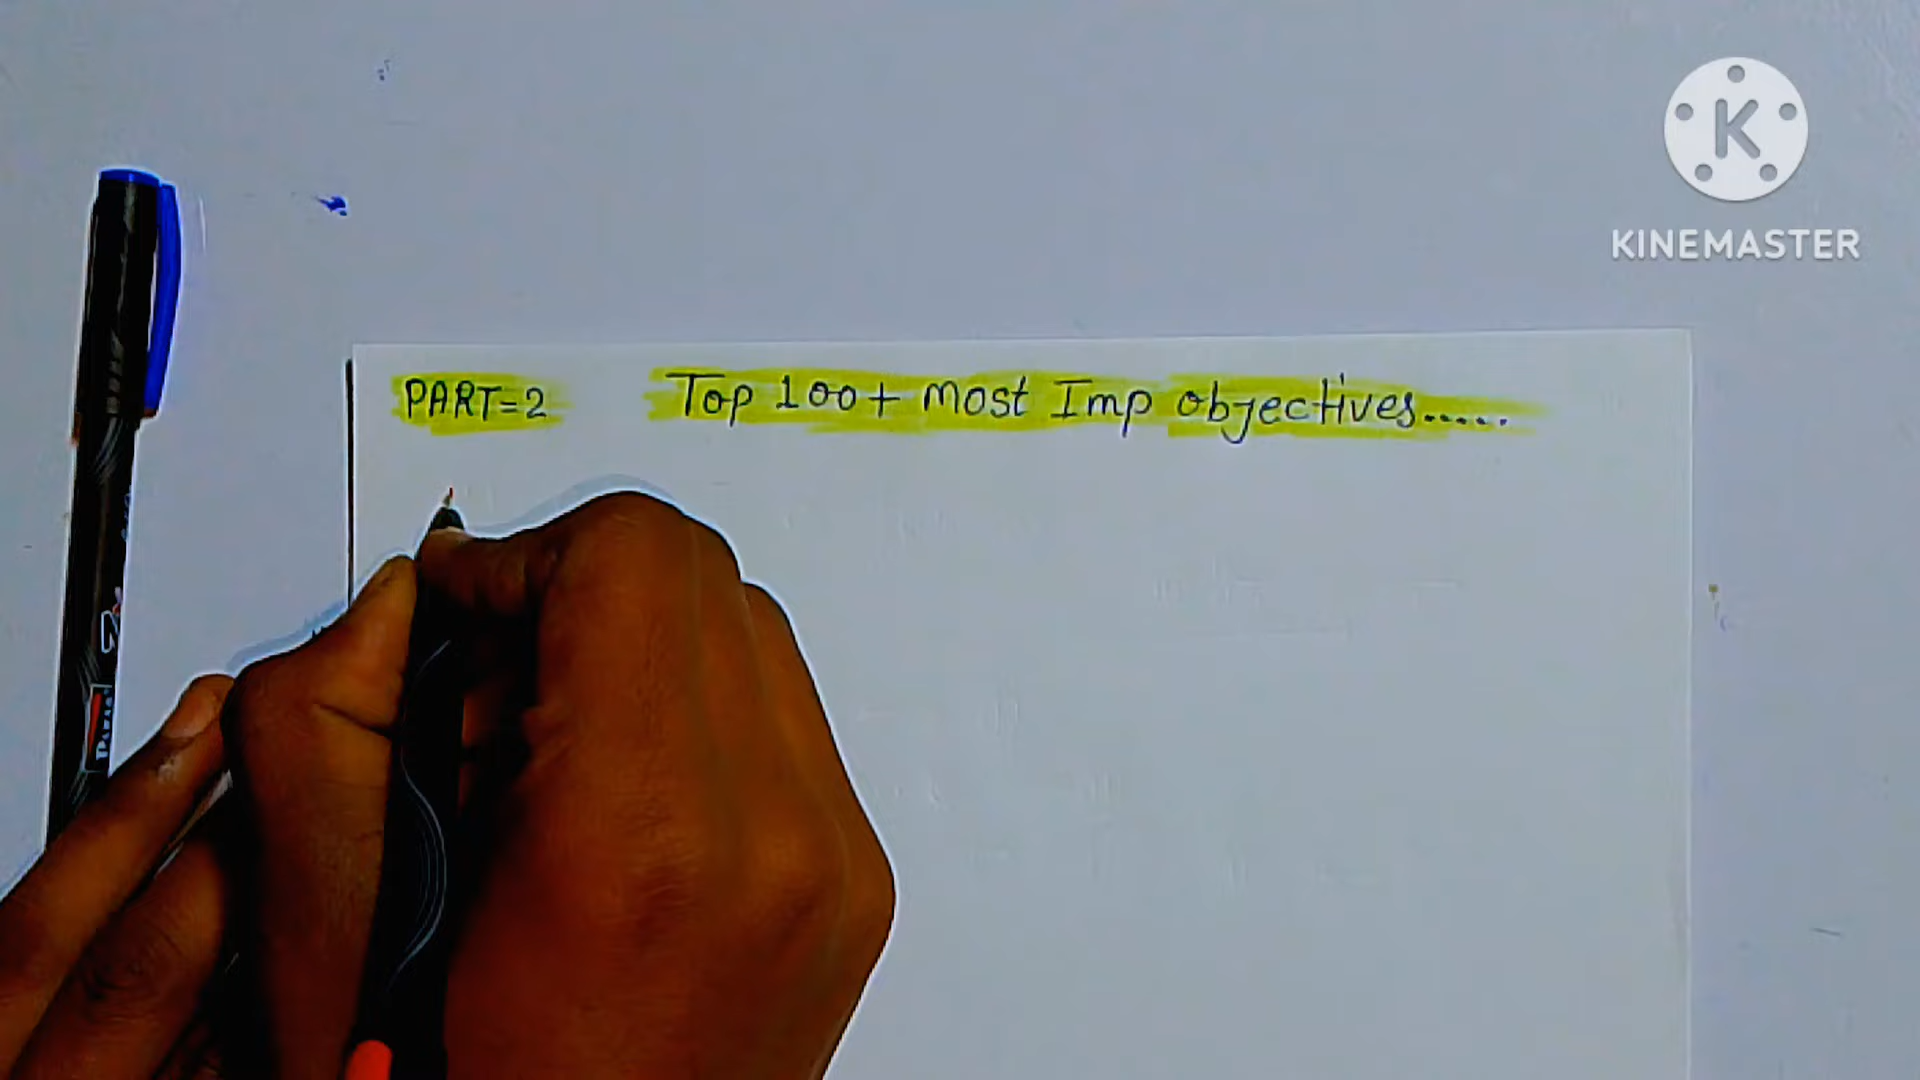 K
KINEMASTER
PART=2 Top 100+ most Imp objectives.....